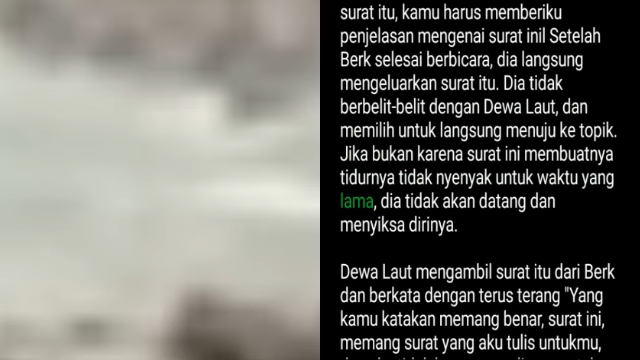 surat itu, kamu harus memberiku
penjelasan mengenai surat inil Setelah
Berk selesai berbicara, dia langsung
mengeluarkan surat itu. Dia tidak
berbelit-belit dengan Dewa Laut, dan
memilih untuk langsung menuju ke topik.
Jika bukan karena surat ini membuatnya
tidurnya tidak nyenyak untuk waktu yang
lama, dia tidak akan datang dan
menyiksa dirinya.
Dewa Laut mengambil surat itu dari Berk
dan berkata dengan terus terang "Yang
kamu katakan memang benar, surat ini,
memang surat yang aku tulis untukmu,